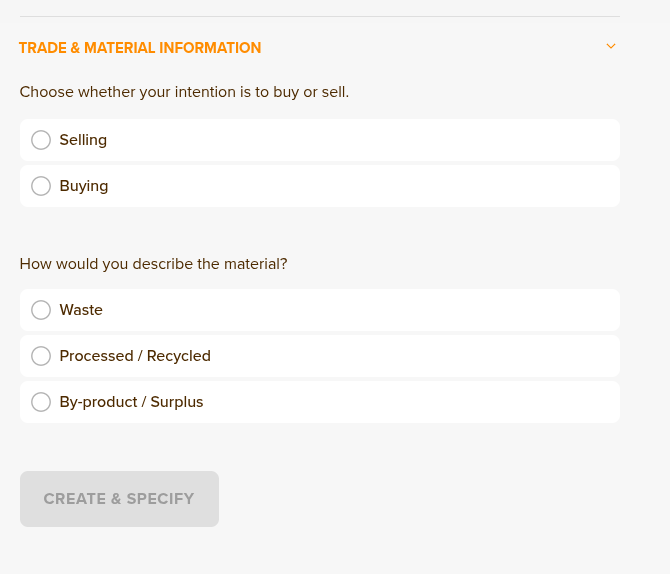 TRADE & MATERIAL INFORMATION
Choose whether your intention is to buy or sell.
Selling
Buying
How would you describe the material?
Waste
Processed / Recycled
By-product / Surplus
CREATE & SPECIFY